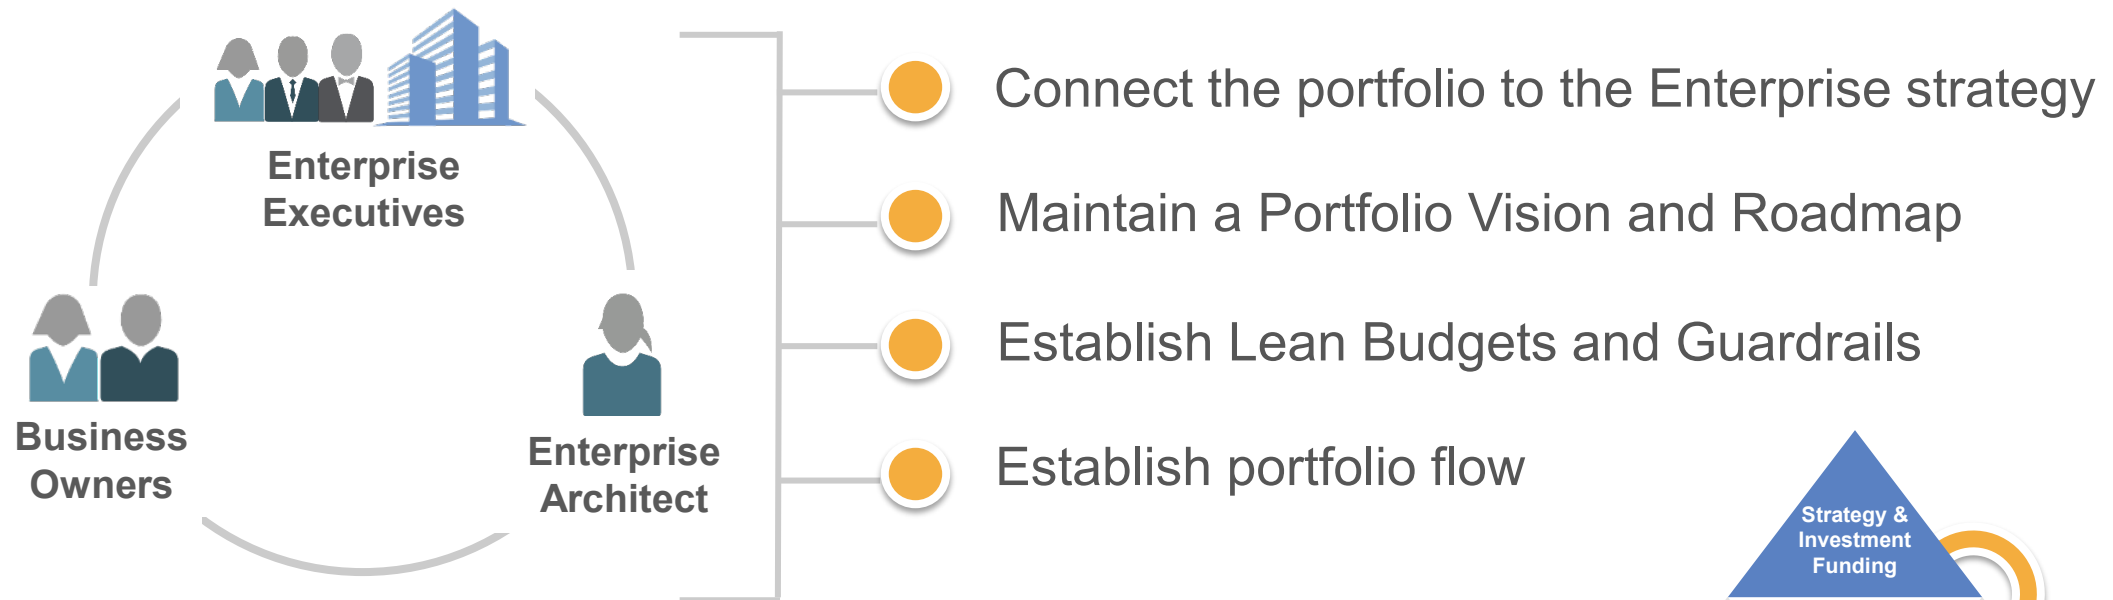 Enterprise
Executives
Business
Owners
Enterprise
Architect
Connect the portfolio to the Enterprise strategy
Maintain a Portfolio Vision and Roadmap
Establish Lean Budgets and Guardrails
Establish portfolio flow
Strategy &
Investment
Funding